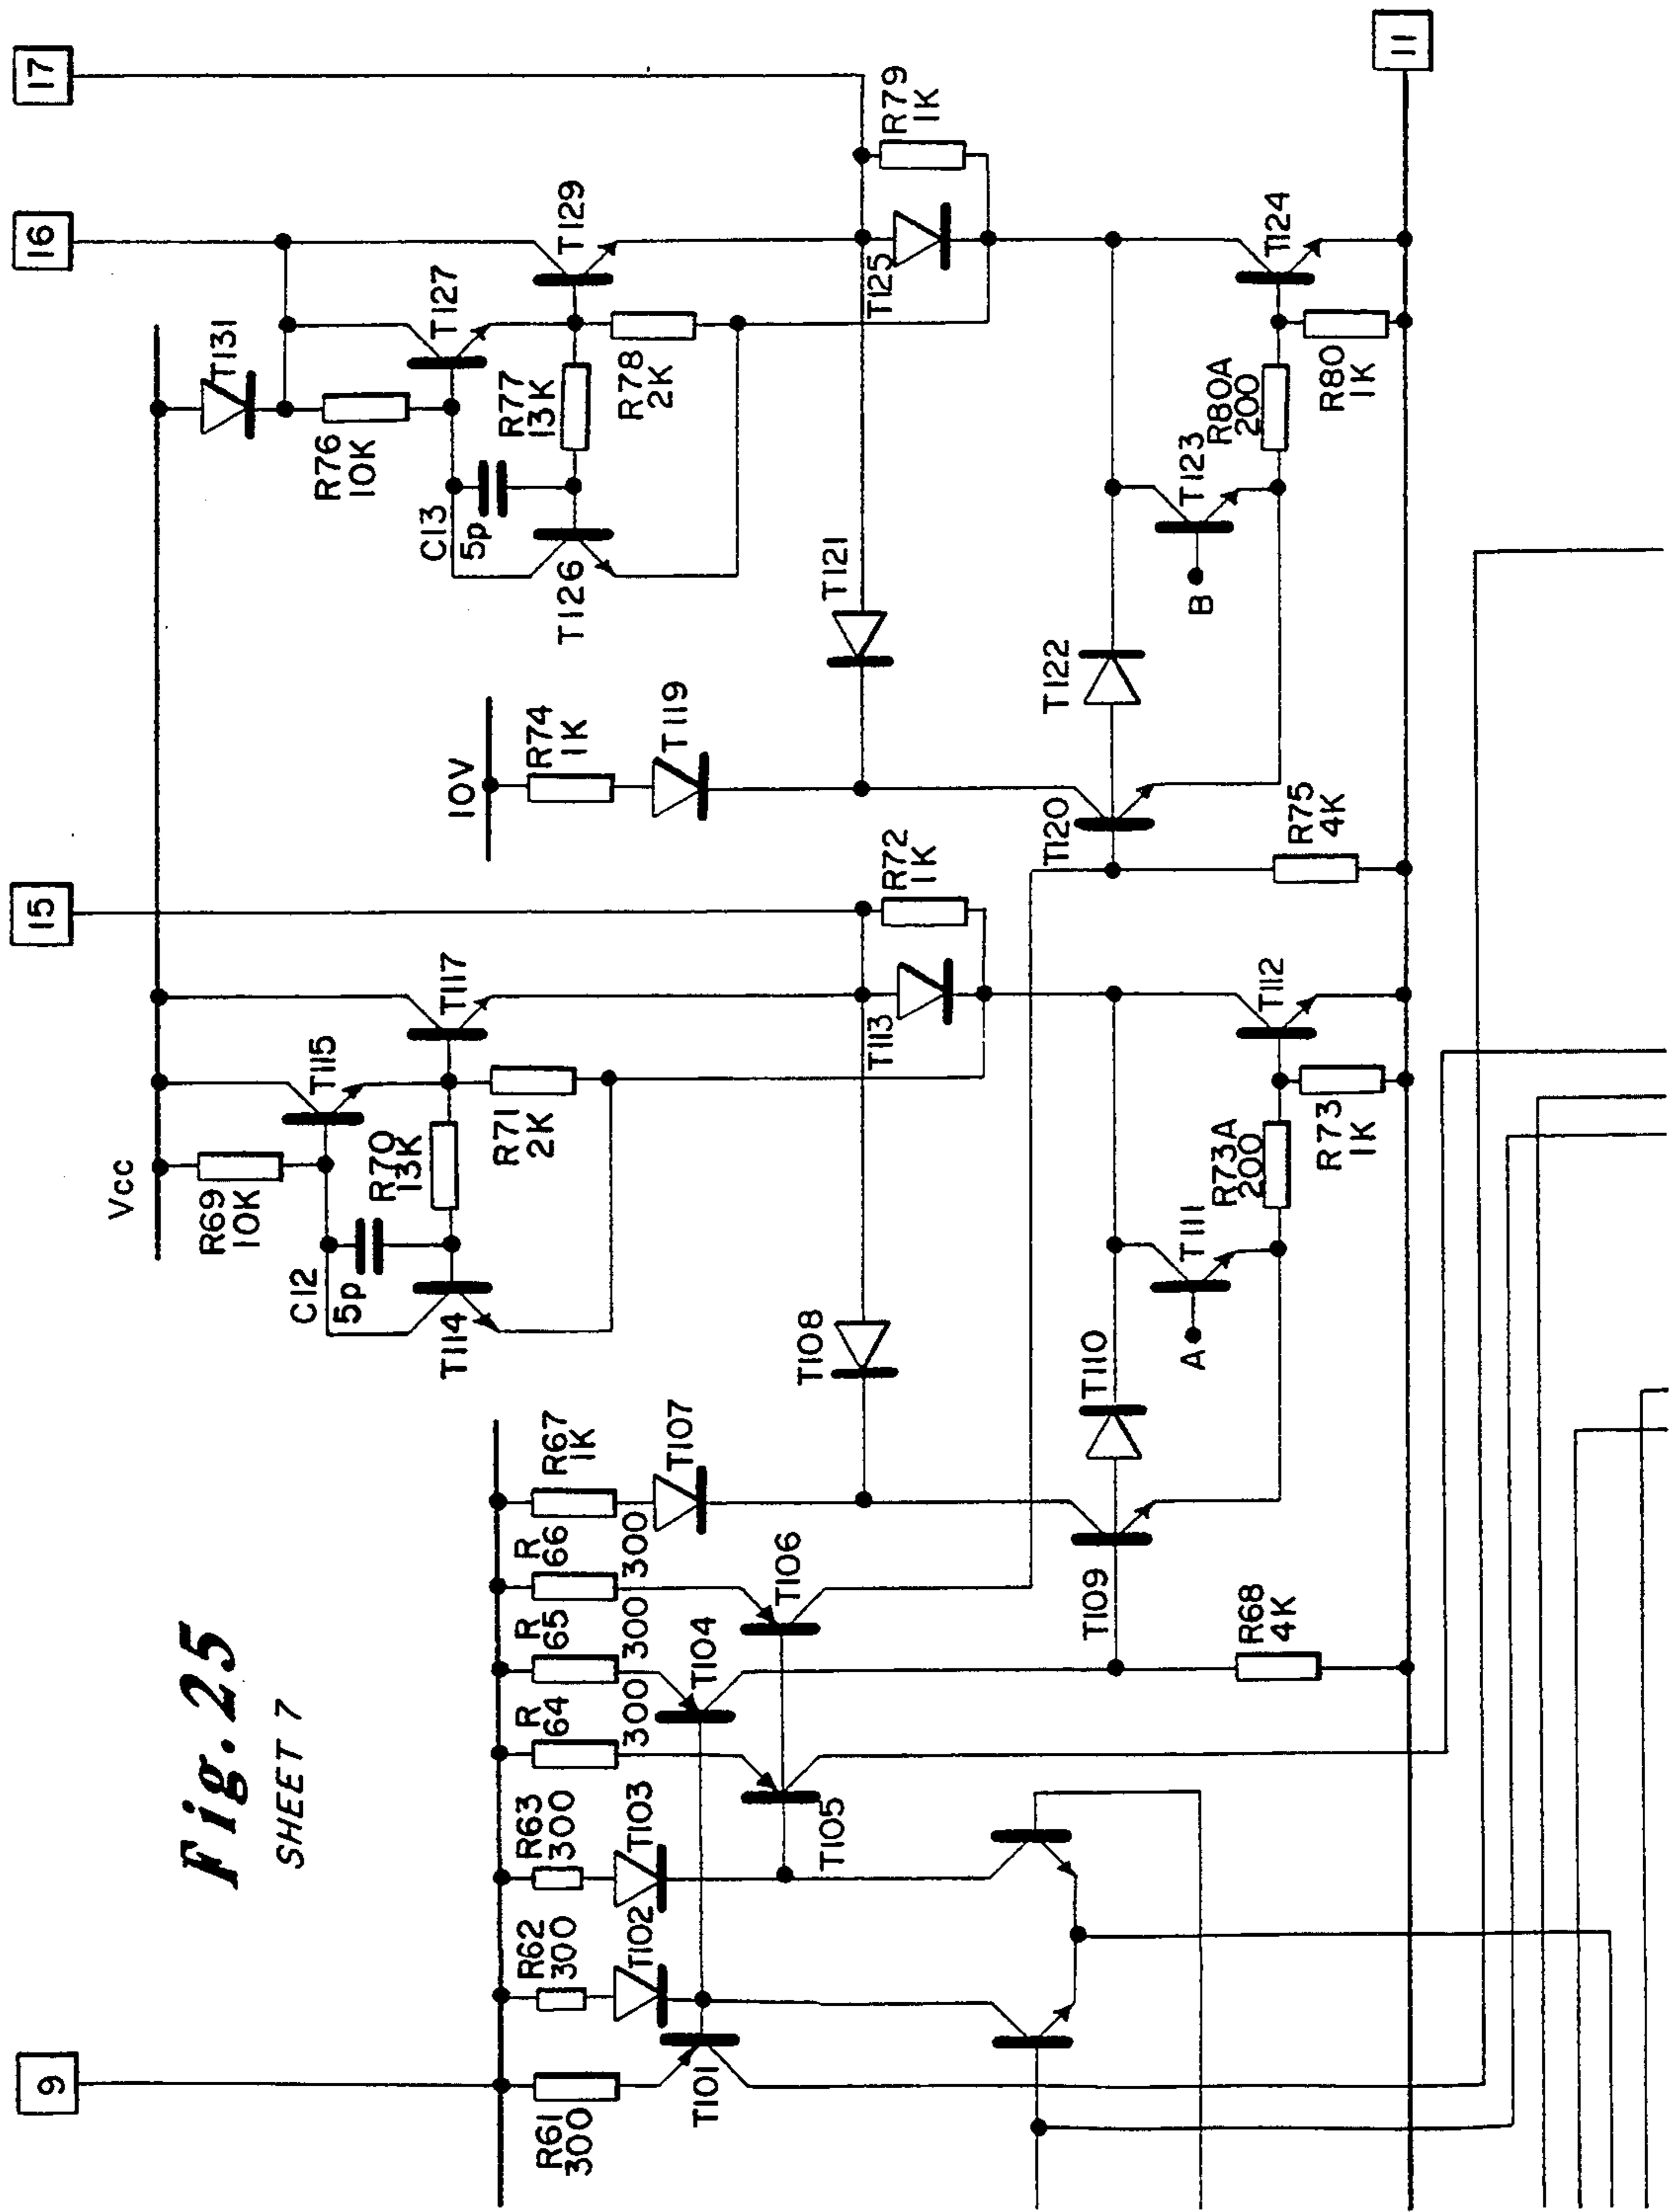 Fig. 25
SHEET 7
9
15
16
17
11
Vcc
10V
R61
300
R62
300
R63
300
R
64
300
R
65
300
R
66
300
R67
1K
T101
T102
T103
T104
T105
T106
T107
T108
T109
T110
T111
A
R68
4K
R69
10K
C12
5p
R70
13K
T114
T115
T117
R71
2K
T113
R72
1K
T112
R73A
200
R73
1K
R74
1K
T119
T120
R75
4K
T121
T122
T123
B
T131
R76
10K
C13
5p
R77
13K
T126
T127
T129
R78
2K
T125
R79
1K
T124
R80A
200
R80
1K